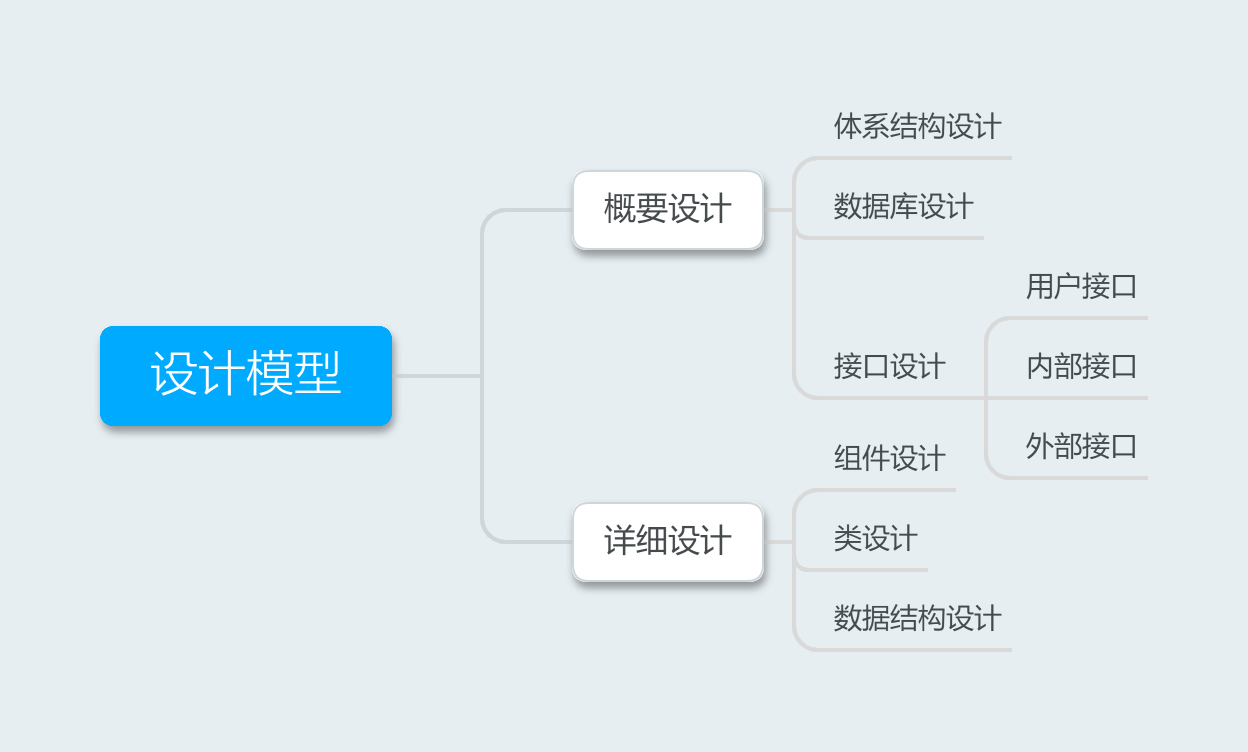 设计模型
概要设计
体系结构设计
数据库设计
接口设计
用户接口
内部接口
外部接口
详细设计
组件设计
类设计
数据结构设计